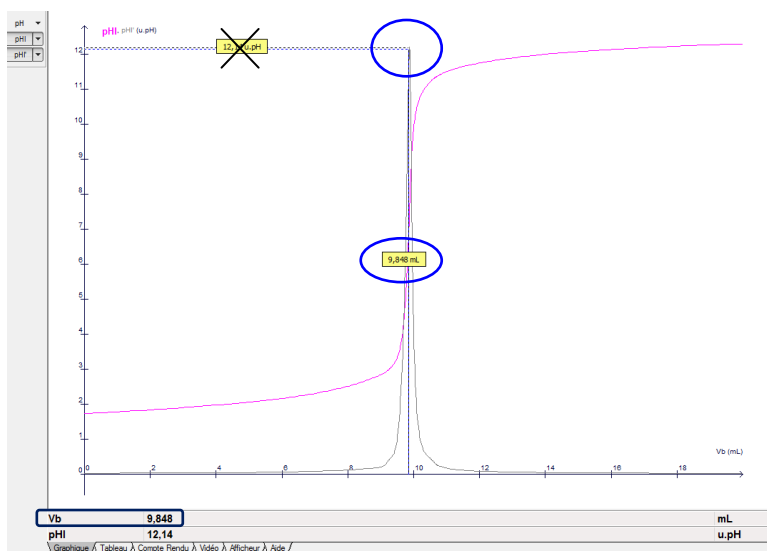 pH
pHI
pHI'
pHI, pHI' (u.pH)
12
11
10
9
8
7
6
5
4
3
2
1
0
9,848 mL
Vb (mL)
0 2 4 6 8 10 12 14 16 18
Vb 9,848 mL
pHI 12,14 u.pH
Graphique Tableau Compte Rendu Vidéo Afficheur Aide